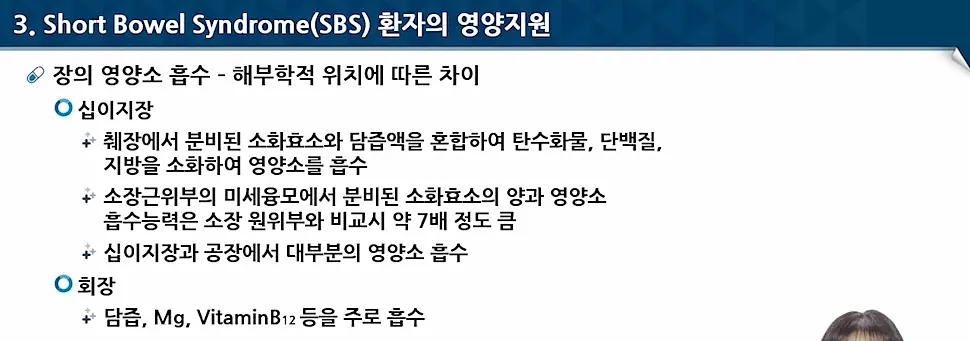 3. Short Bowel Syndrome(SBS) 환자의 영양지원
장의 영양소 흡수 - 해부학적 위치에 따른 차이
십이지장
췌장에서 분비된 소화효소와 담즙액을 혼합하여 탄수화물, 단백질,
지방을 소화하여 영양소를 흡수
소장근위부의 미세융모에서 분비된 소화효소의 양과 영양소
흡수능력은 소장 원위부와 비교시 약 7배 정도 큼
십이지장과 공장에서 대부분의 영양소 흡수
회장
담즙, Mg, VitaminB₁₂ 등을 주로 흡수